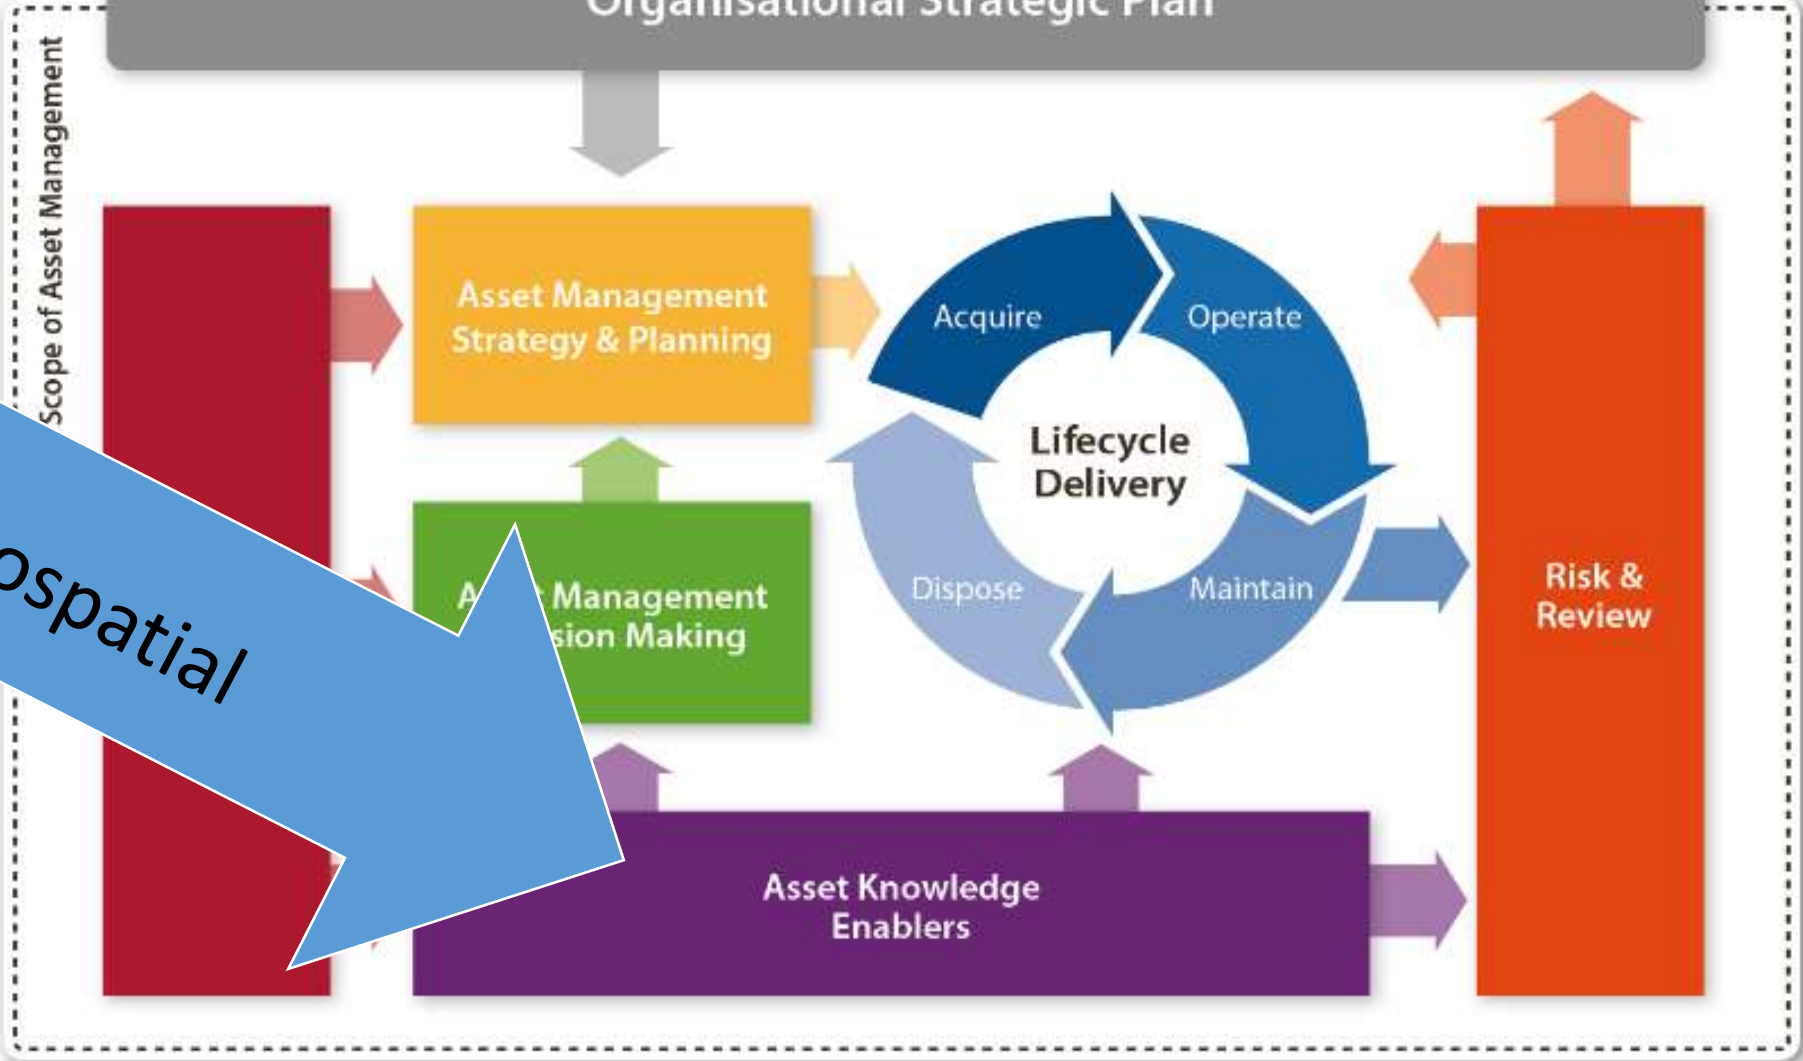 Organisational Strategic Plan
Scope of Asset Management
Asset Management
Strategy & Planning
Acquire
Operate
Lifecycle
Delivery
Dispose
Maintain
Management
sion Making
ospatial
Risk &
Review
Asset Knowledge
Enablers